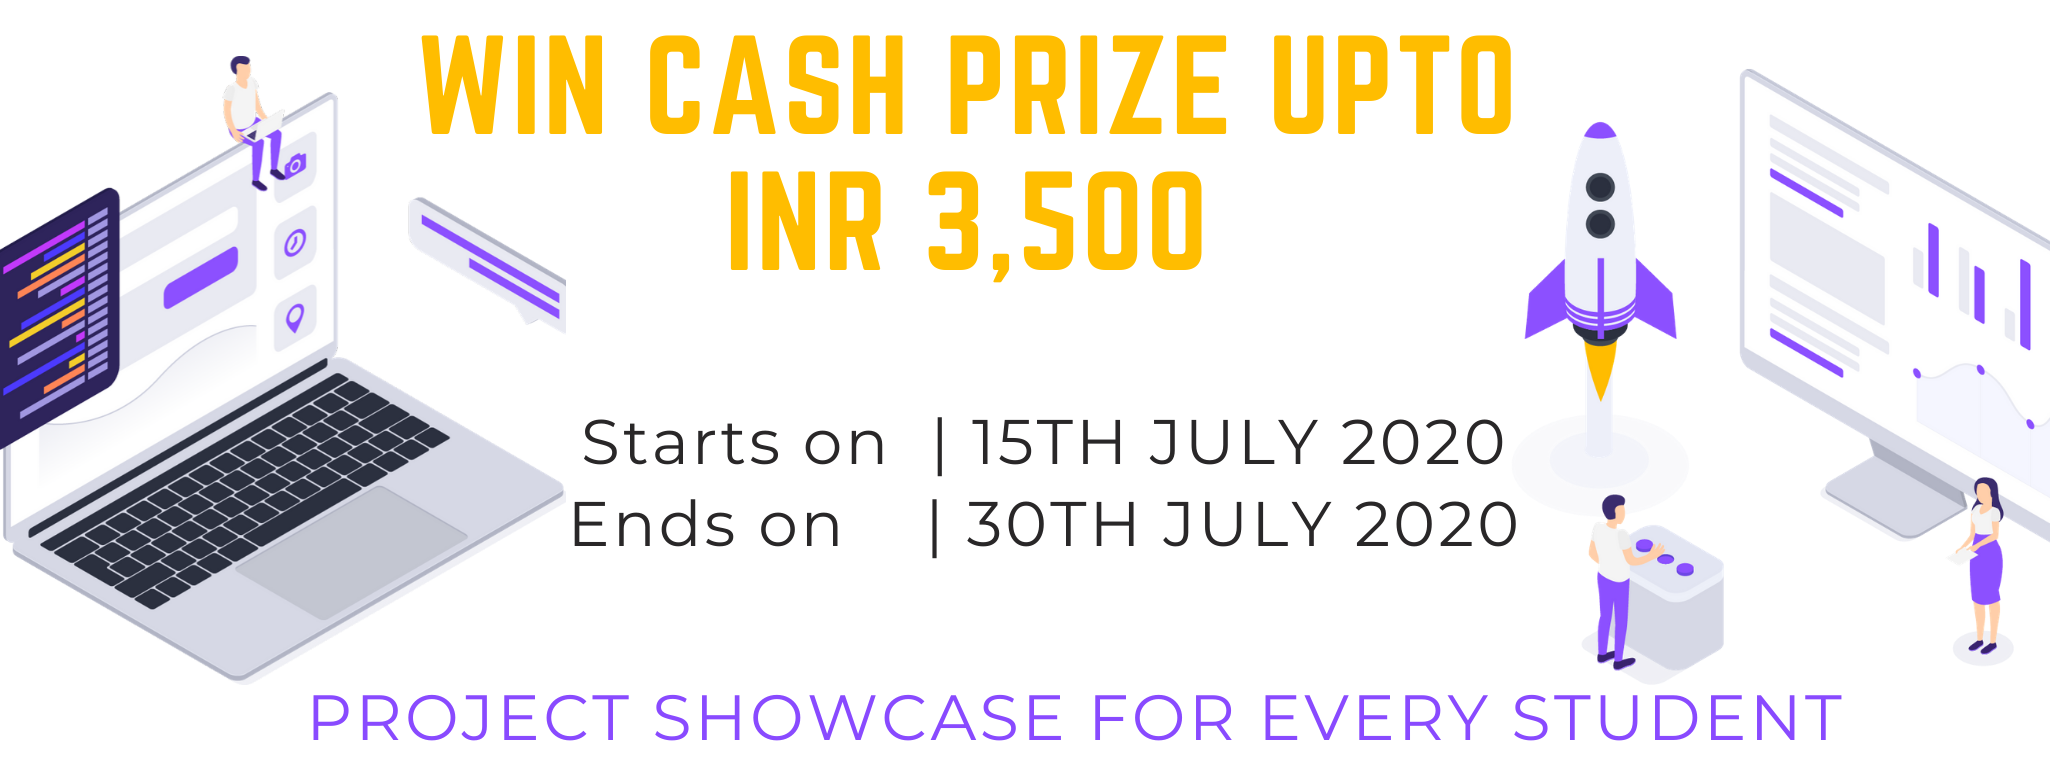 WIN CASH PRIZE UPTO
INR 3,500
Starts on | 15TH JULY 2020
Ends on | 30TH JULY 2020
PROJECT SHOWCASE FOR EVERY STUDENT